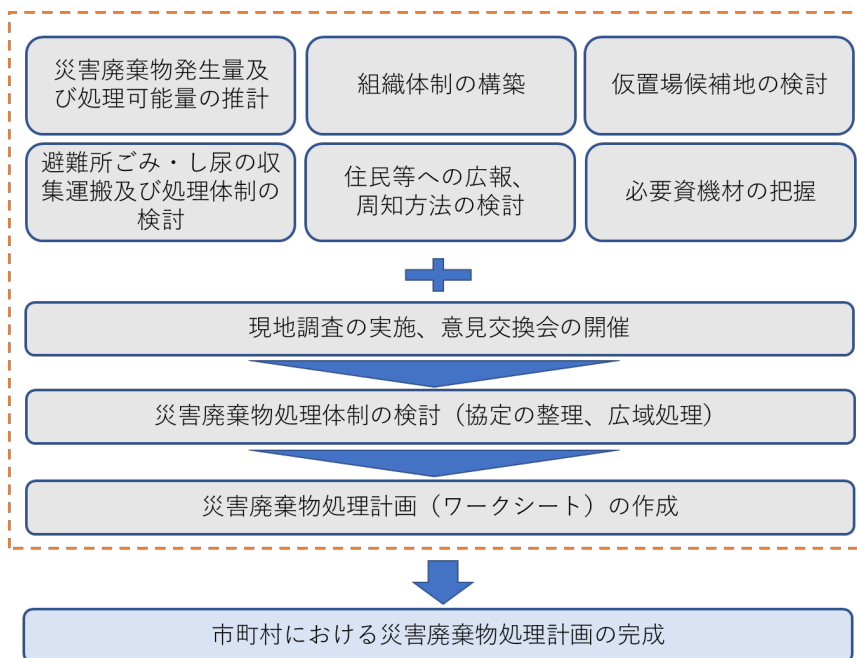 災害廃棄物発生量及
び処理可能量の推計
組織体制の構築
仮置場候補地の検討
避難所ごみ・し尿の収
集運搬及び処理体制の
検討
住民等への広報、
周知方法の検討
必要資機材の把握
現地調査の実施、意見交換会の開催
災害廃棄物処理体制の検討（協定の整理、広域処理）
災害廃棄物処理計画（ワークシート）の作成
市町村における災害廃棄物処理計画の完成